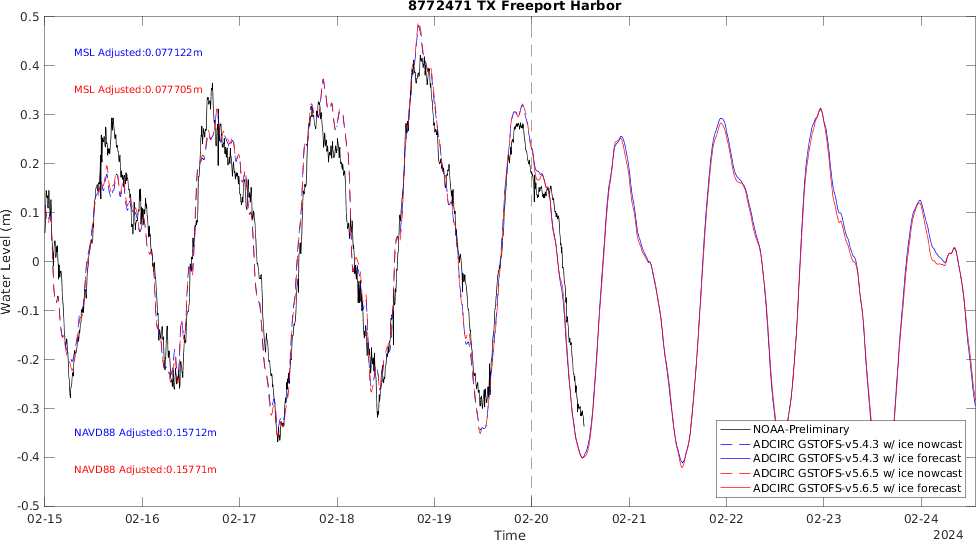 8772471 TX Freeport Harbor
0.5
0.4
0.3
0.2
0.1
0
-0.1
-0.2
-0.3
-0.4
-0.5
Water Level (m)
MSL Adjusted:0.077122m
MSL Adjusted:0.077705m
NAVD88 Adjusted:0.15712m
NAVD88 Adjusted:0.15771m
NOAA-Preliminary
ADCIRC GSTOFS-v5.4.3 w/ ice nowcast
ADCIRC GSTOFS-v5.4.3 w/ ice forecast
ADCIRC GSTOFS-v5.6.5 w/ ice nowcast
ADCIRC GSTOFS-v5.6.5 w/ ice forecast
02-15 02-16 02-17 02-18 02-19 02-20 02-21 02-22 02-23 02-24
Time
2024